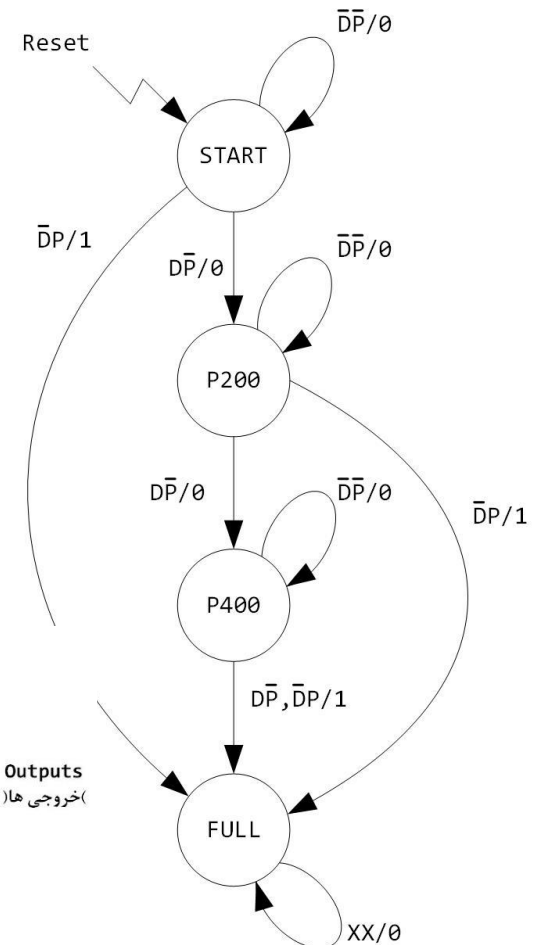 D̅P̅/0
Reset
START
D̅P/1
DP̅/0
D̅P̅/0
P200
DP̅/0
D̅P̅/0
D̅P/1
P400
DP̅,D̅P/1
Outputs
)خروجی ها(
FULL
XX/0